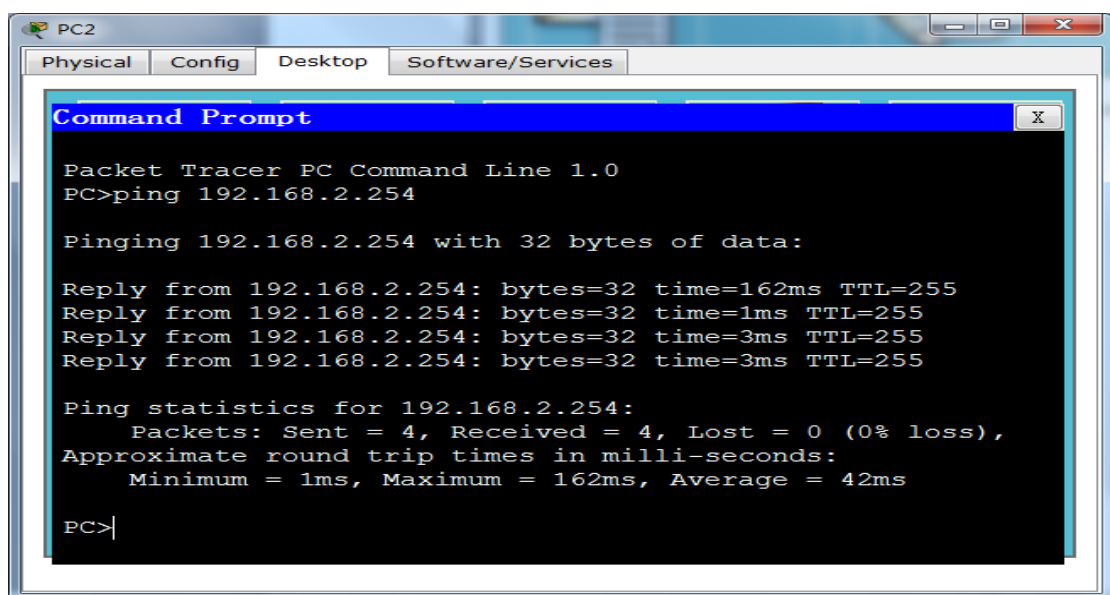 PC2
Physical Config Desktop Software/Services
Command Prompt X
Packet Tracer PC Command Line 1.0
PC>ping 192.168.2.254
Pinging 192.168.2.254 with 32 bytes of data:
Reply from 192.168.2.254: bytes=32 time=162ms TTL=255
Reply from 192.168.2.254: bytes=32 time=1ms TTL=255
Reply from 192.168.2.254: bytes=32 time=3ms TTL=255
Reply from 192.168.2.254: bytes=32 time=3ms TTL=255
Ping statistics for 192.168.2.254:
Packets: Sent = 4, Received = 4, Lost = 0 (0% loss),
Approximate round trip times in milli-seconds:
Minimum = 1ms, Maximum = 162ms, Average = 42ms
PC>